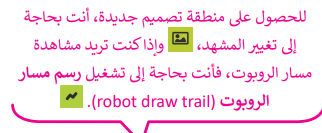 للحصول على منطقة تصميم جديدة، أنت بحاجة
إلى تغيير المشهد، وإذا كنت تريد مشاهدة
مسار الروبوت، فأنت بحاجة إلى تشغيل رسم مسار
الروبوت (robot draw trail).